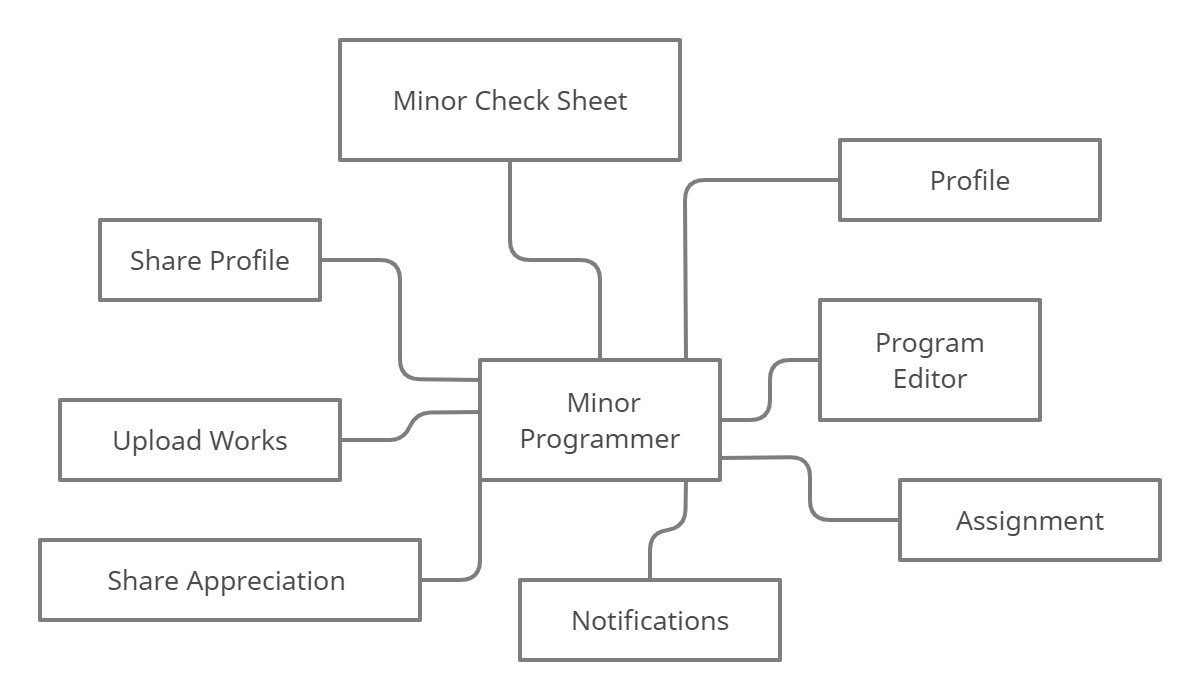 Minor Check Sheet
Profile
Share Profile
Program
Editor
Minor
Programmer
Upload Works
Assignment
Share Appreciation
Notifications